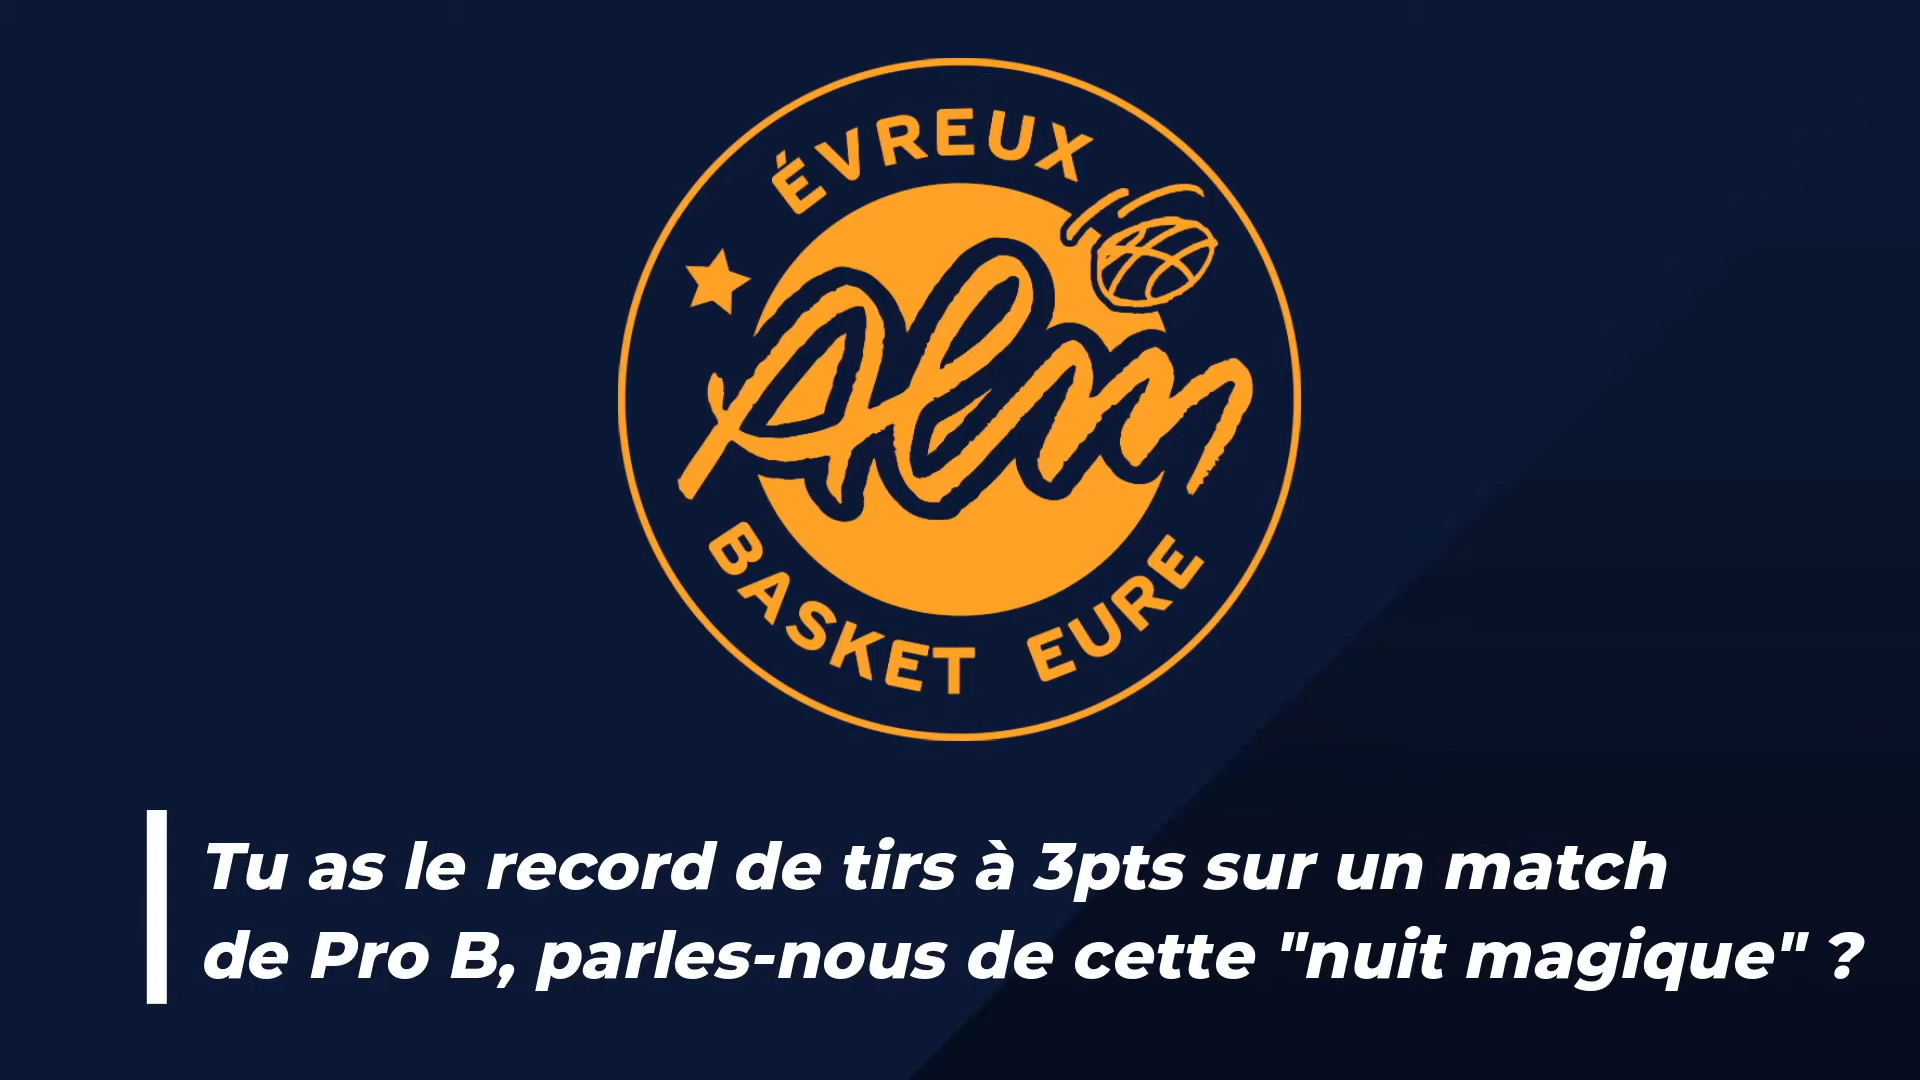 ÉVREUX
Alm
BASKET EURE
Tu as le record de tirs à 3pts sur un match
de Pro B, parles-nous de cette "nuit magique" ?